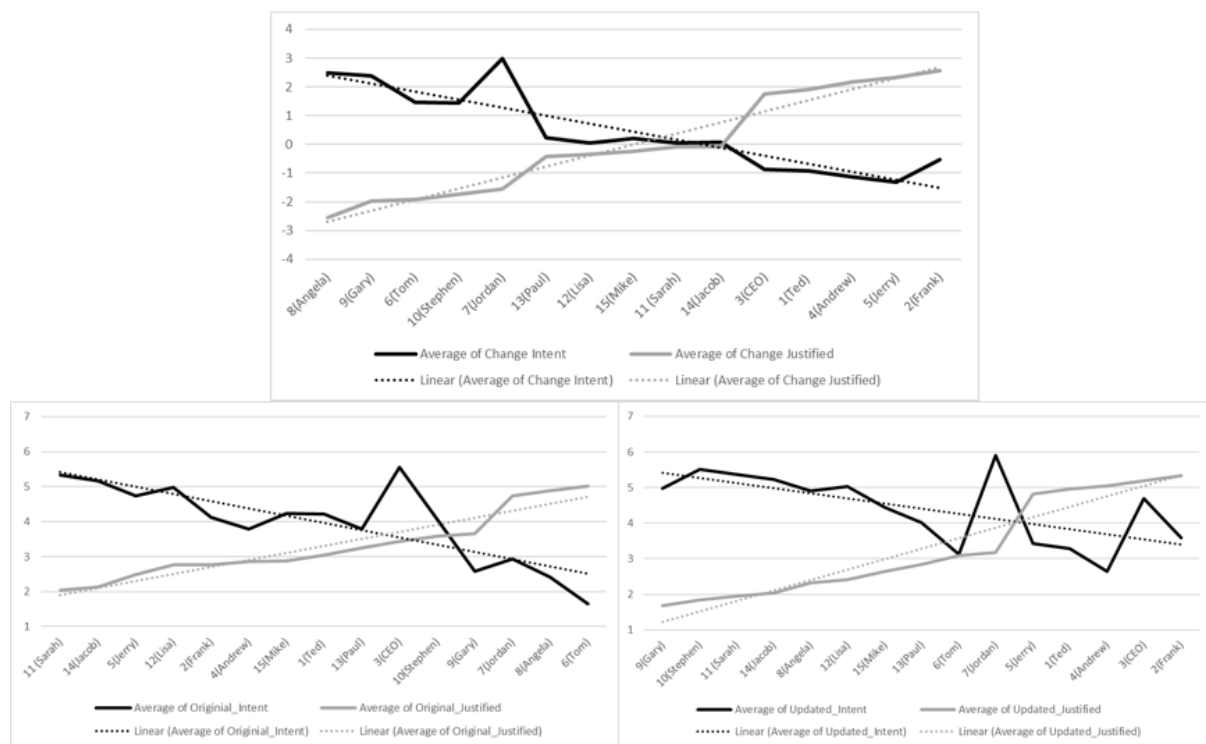 4
3
2
1
0
-1
-2
-3
-4
8(Angela)
9(Gary)
6(Tom)
10(Stephen)
7(Jordan)
13(Paul)
12(Lisa)
15(Mike)
11 (Sarah)
14(Jacob)
3(CEO)
1(Ted)
4(Andrew)
5(Jerry)
2(Frank)
Average of Change Intent
Average of Change Justified
Linear (Average of Change Intent)
Linear (Average of Change Justified)
7
6
5
4
3
2
1
11 (Sarah)
14(Jacob)
5(Jerry)
12(Lisa)
2(Frank)
4(Andrew)
15(Mike)
1(Ted)
13(Paul)
3(CEO)
10(Stephen)
9(Gary)
7(Jordan)
8(Angela)
6(Tom)
Average of Originial_Intent
Average of Original_Justified
Linear (Average of Originial_Intent)
Linear (Average of Original_Justified)
7
6
5
4
3
2
1
9(Gary)
10(Stephen)
11 (Sarah)
14(Jacob)
8(Angela)
12(Lisa)
15(Mike)
13(Paul)
6(Tom)
7(Jordan)
5(Jerry)
1(Ted)
4(Andrew)
3(CEO)
2(Frank)
Average of Updated_Intent
Average of Updated_Justified
Linear (Average of Updated_Intent)
Linear (Average of Updated_Justified)